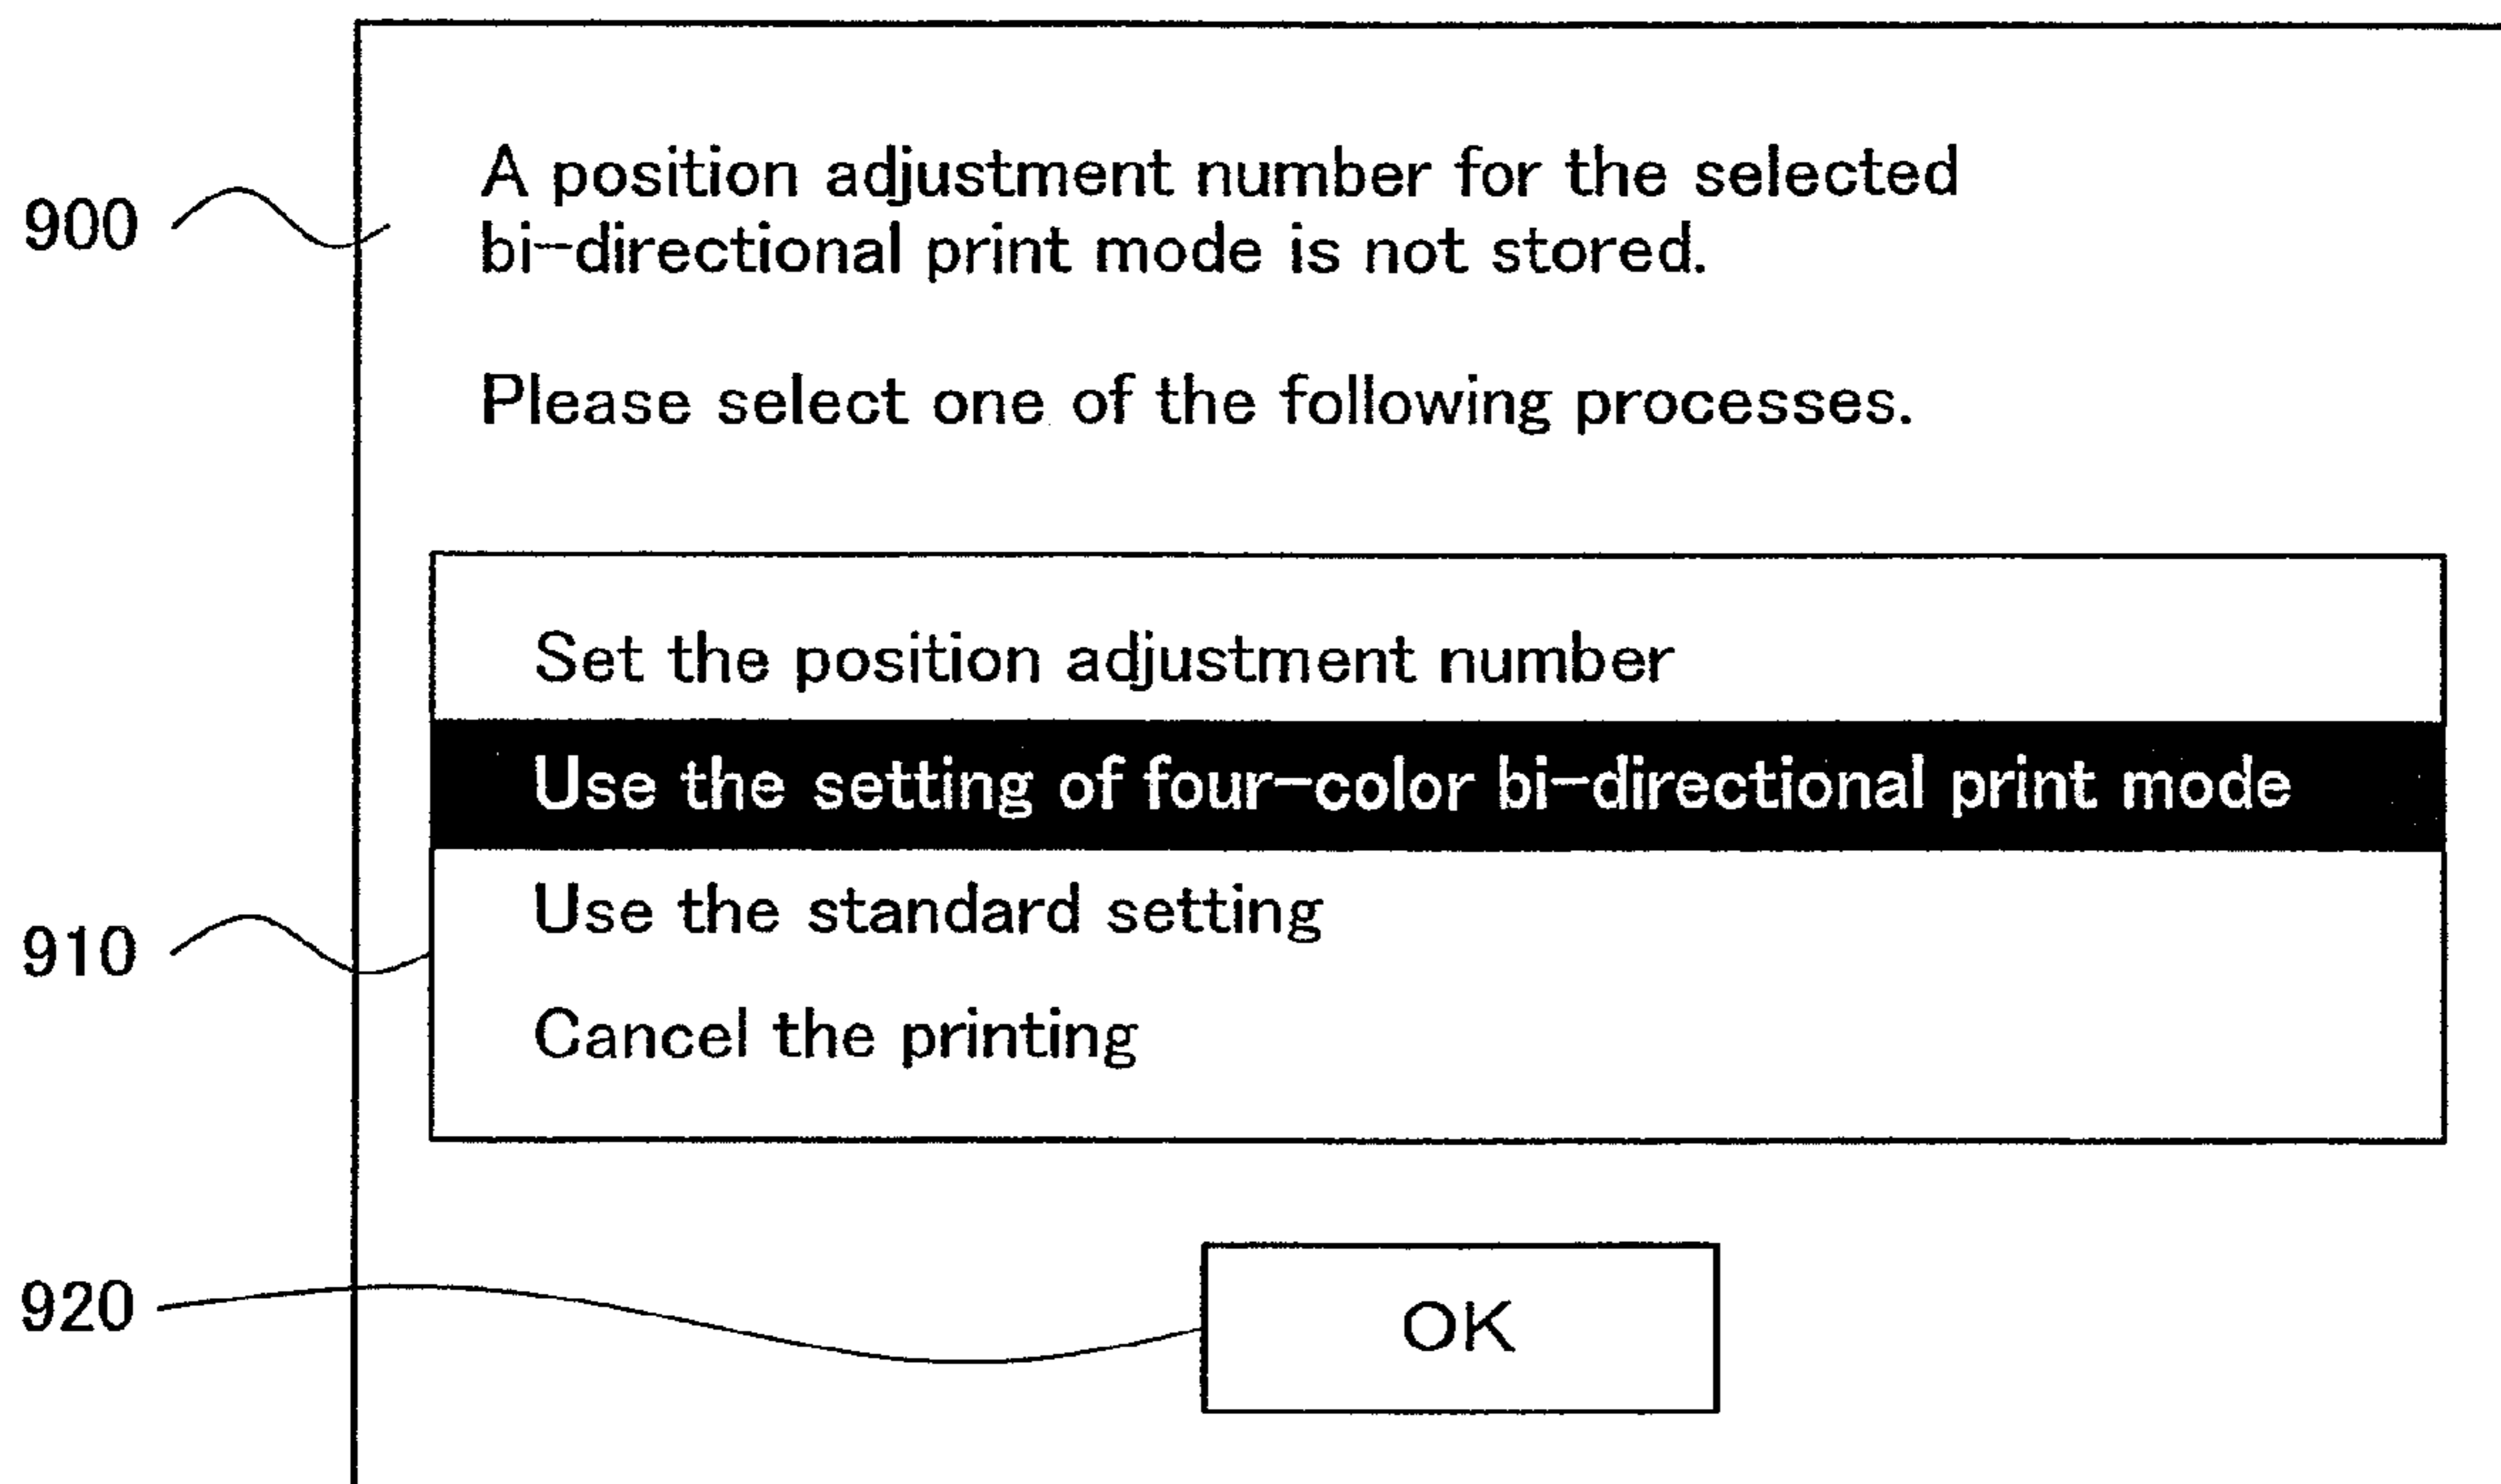 900
A position adjustment number for the selected
bi-directional print mode is not stored.
Please select one of the following processes.
Set the position adjustment number
Use the setting of four-color bi-directional print mode
910
Use the standard setting
Cancel the printing
920
OK